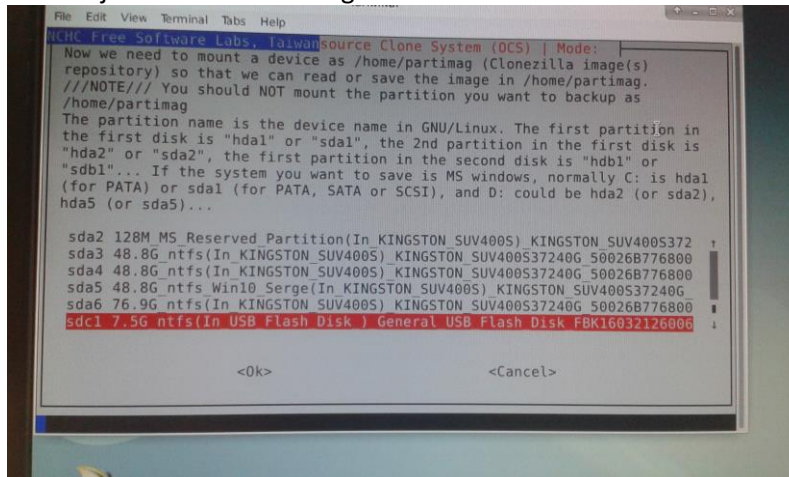 File Edit View Terminal Tabs Help
NCHC Free Software Labs, Taiwan source Clone System (OCS) | Mode:
Now we need to mount a device as /home/partimag (Clonezilla image(s)
repository) so that we can read or save the image in /home/partimag.
///NOTE/// You should NOT mount the partition you want to backup as
/home/partimag
The partition name is the device name in GNU/Linux. The first partition in
the first disk is "hda1" or "sda1", the 2nd partition in the first disk is
"hda2" or "sda2", the first partition in the second disk is "hdb1" or
"sdb1"... If the system you want to save is MS windows, normally C: is hda1
(for PATA) or sda1 (for PATA, SATA or SCSI), and D: could be hda2 (or sda2),
hda5 (or sda5)...
sda2 128M_MS_Reserved_Partition(In_KINGSTON_SUV400S)_KINGSTON_SUV400S372
sda3 48.8G_ntfs(In_KINGSTON_SUV400S)_KINGSTON_SUV400S37240G_50026B776800
sda4 48.8G_ntfs(In_KINGSTON_SUV400S)_KINGSTON_SUV400S37240G_50026B776800
sda5 48.8G_ntfs_Win10_Serge(In_KINGSTON_SUV400S)_KINGSTON_SUV400S37240G_
sda6 76.9G_ntfs(In_KINGSTON_SUV400S)_KINGSTON_SUV400S37240G_50026B776800
sdc1 7.5G_ntfs(In_USB_Flash_Disk_)_General_USB_Flash_Disk_FBK16032126006
<Ok> <Cancel>